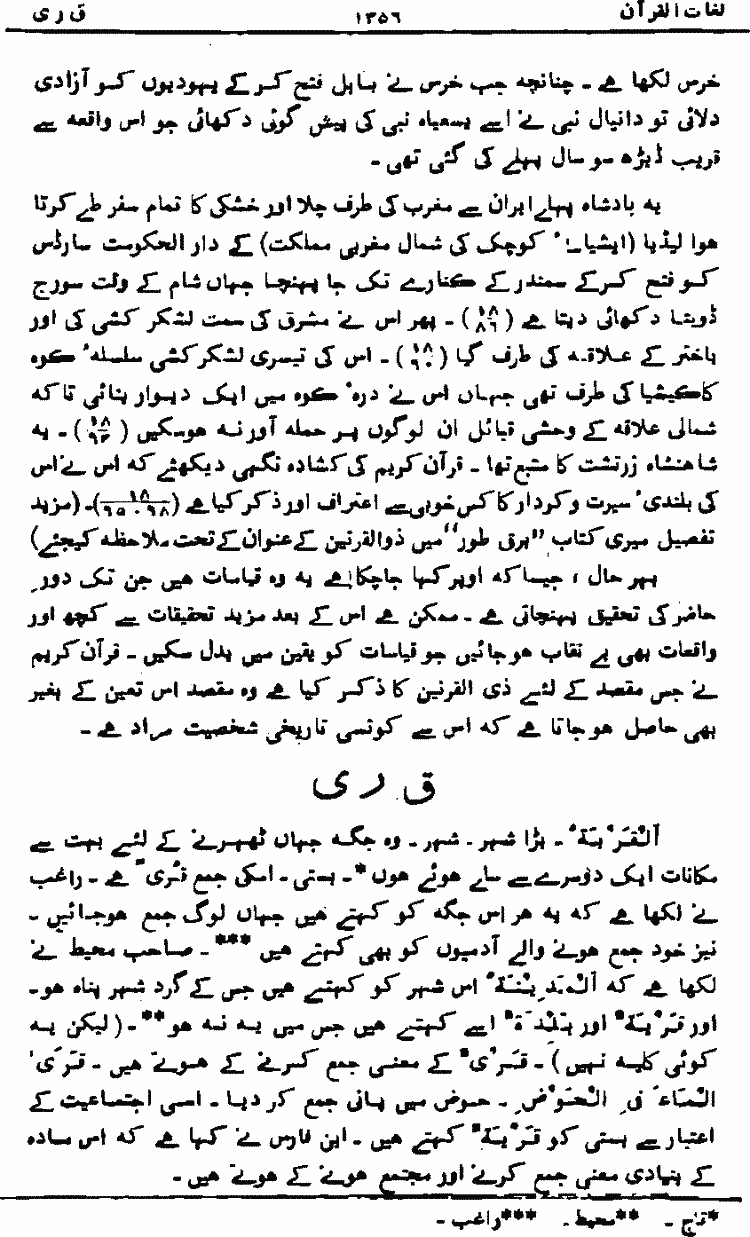 لغات القرآن ۱۳۵۶ ق ر ی
خرس لکھا ہے ۔ چنانچہ جب خرس نے بابل فتح کر کے یہودیوں کو آزادی
دلائی تو دانیال نبی نے اسے یسعیاہ نبی کی پیش گوئی دکھائی جو اس واقعہ سے
قریب ڈیڑھ سو سال پہلے کی گئی تھی ۔
یہ بادشاہ پہلے ایران سے مغرب کی طرف چلا اور خشکی کا تمام سفر طے کرتا
ہوا لیڈیا (ایشیائے کوچک کی شمال مغربی مملکت) کے دار الحکومت سارڈس
کو فتح کر کے سمندر کے کنارے تک جا پہنچا جہاں شام کے وقت سورج
ڈوبتا دکھائی دیتا ہے (۱۸/۸۶) ۔ پھر اس نے مشرق کی سمت لشکر کشی کی اور
باختر کے علاقہ کی طرف گیا (۱۸/۹۰) ۔ اس کی تیسری لشکر کشی سلسلہٴ کوہ
کاکیشیا کی طرف تھی جہاں اس نے درہٴ کوہ میں ایک دیوار بنائی تاکہ
شمالی علاقہ کے وحشی قبائل ان لوگوں پر حملہ آور نہ ہوسکیں (۱۸/۹۴) ۔ یہ
شاہنشاہ زرتشت کا متبع تھا ۔ قرآن کریم کی کشادہ نگہی دیکھئے کہ اس نے اس
کی بلندیٴ سیرت و کردار کا کس خوبی سے اعتراف اور ذکر کیا ہے (۱۸/۹۵،۹۸)۔ (مزید
تفصیل میری کتاب ”برق طور“ میں ذوالقرنین کے عنوان کے تحت ملاحظہ کیجئے)
بہر حال ، جیسا کہ اوپر کہا جاچکا ہے یہ وہ قیاسات ہیں جن تک دورِ
حاضر کی تحقیق پہنچاتی ہے ۔ ممکن ہے اس کے بعد مزید تحقیقات سے کچھ اور
واقعات بھی بے نقاب ہوجائیں جو قیاسات کو یقین میں بدل سکیں ۔ قرآن کریم
نے جس مقصد کے لئے ذی القرنین کا ذکر کیا ہے وہ مقصد اس تعین کے بغیر
بھی حاصل ہوجاتا ہے کہ اس سے کونسی تاریخی شخصیت مراد ہے ۔
ق ر ی
اَلْقَرْیَةُ ۔ بڑا شہر ۔ شہر ۔ وہ جگہ جہاں ٹھہرنے کے لئے بہت سے
مکانات ایک دوسرے سے ملے ہوئے ہوں * ۔ بستی ۔ اسکی جمع قُریً ہے ۔ راغب
نے لکھا ہے کہ یہ ہر اس جگہ کو کہتے ہیں جہاں لوگ جمع ہوجائیں ۔
نیز خود جمع ہونے والے آدمیوں کو بھی کہتے ہیں *** ۔ صاحب محیط نے
لکھا ہے کہ اَلْمَدِیْنَةُ اس شہر کو کہتے ہیں جس کے گرد شہر پناہ ہو ۔
اور قَرْیَةٌ اور بَلْدَةٌ اسے کہتے ہیں جس میں یہ نہ ہو** ۔ (لیکن یہ
کوئی کلیہ نہیں) ۔ قَرْیٌ کے معنی جمع کرنے کے ہوتے ہیں ۔ قَرَی
الْمَاءَ فِی الْحَوْضِ ۔ حوض میں پانی جمع کر دیا ۔ اسی اجتماعیت کے
اعتبار سے بستی کو قَرْیَةٌ کہتے ہیں ۔ ابن فارس نے کہا ہے کہ اس مادہ
کے بنیادی معنی جمع کرنے اور مجتمع ہونے کے ہوتے ہیں ۔
*تاج ۔ **محیط ۔ ***راغب ۔